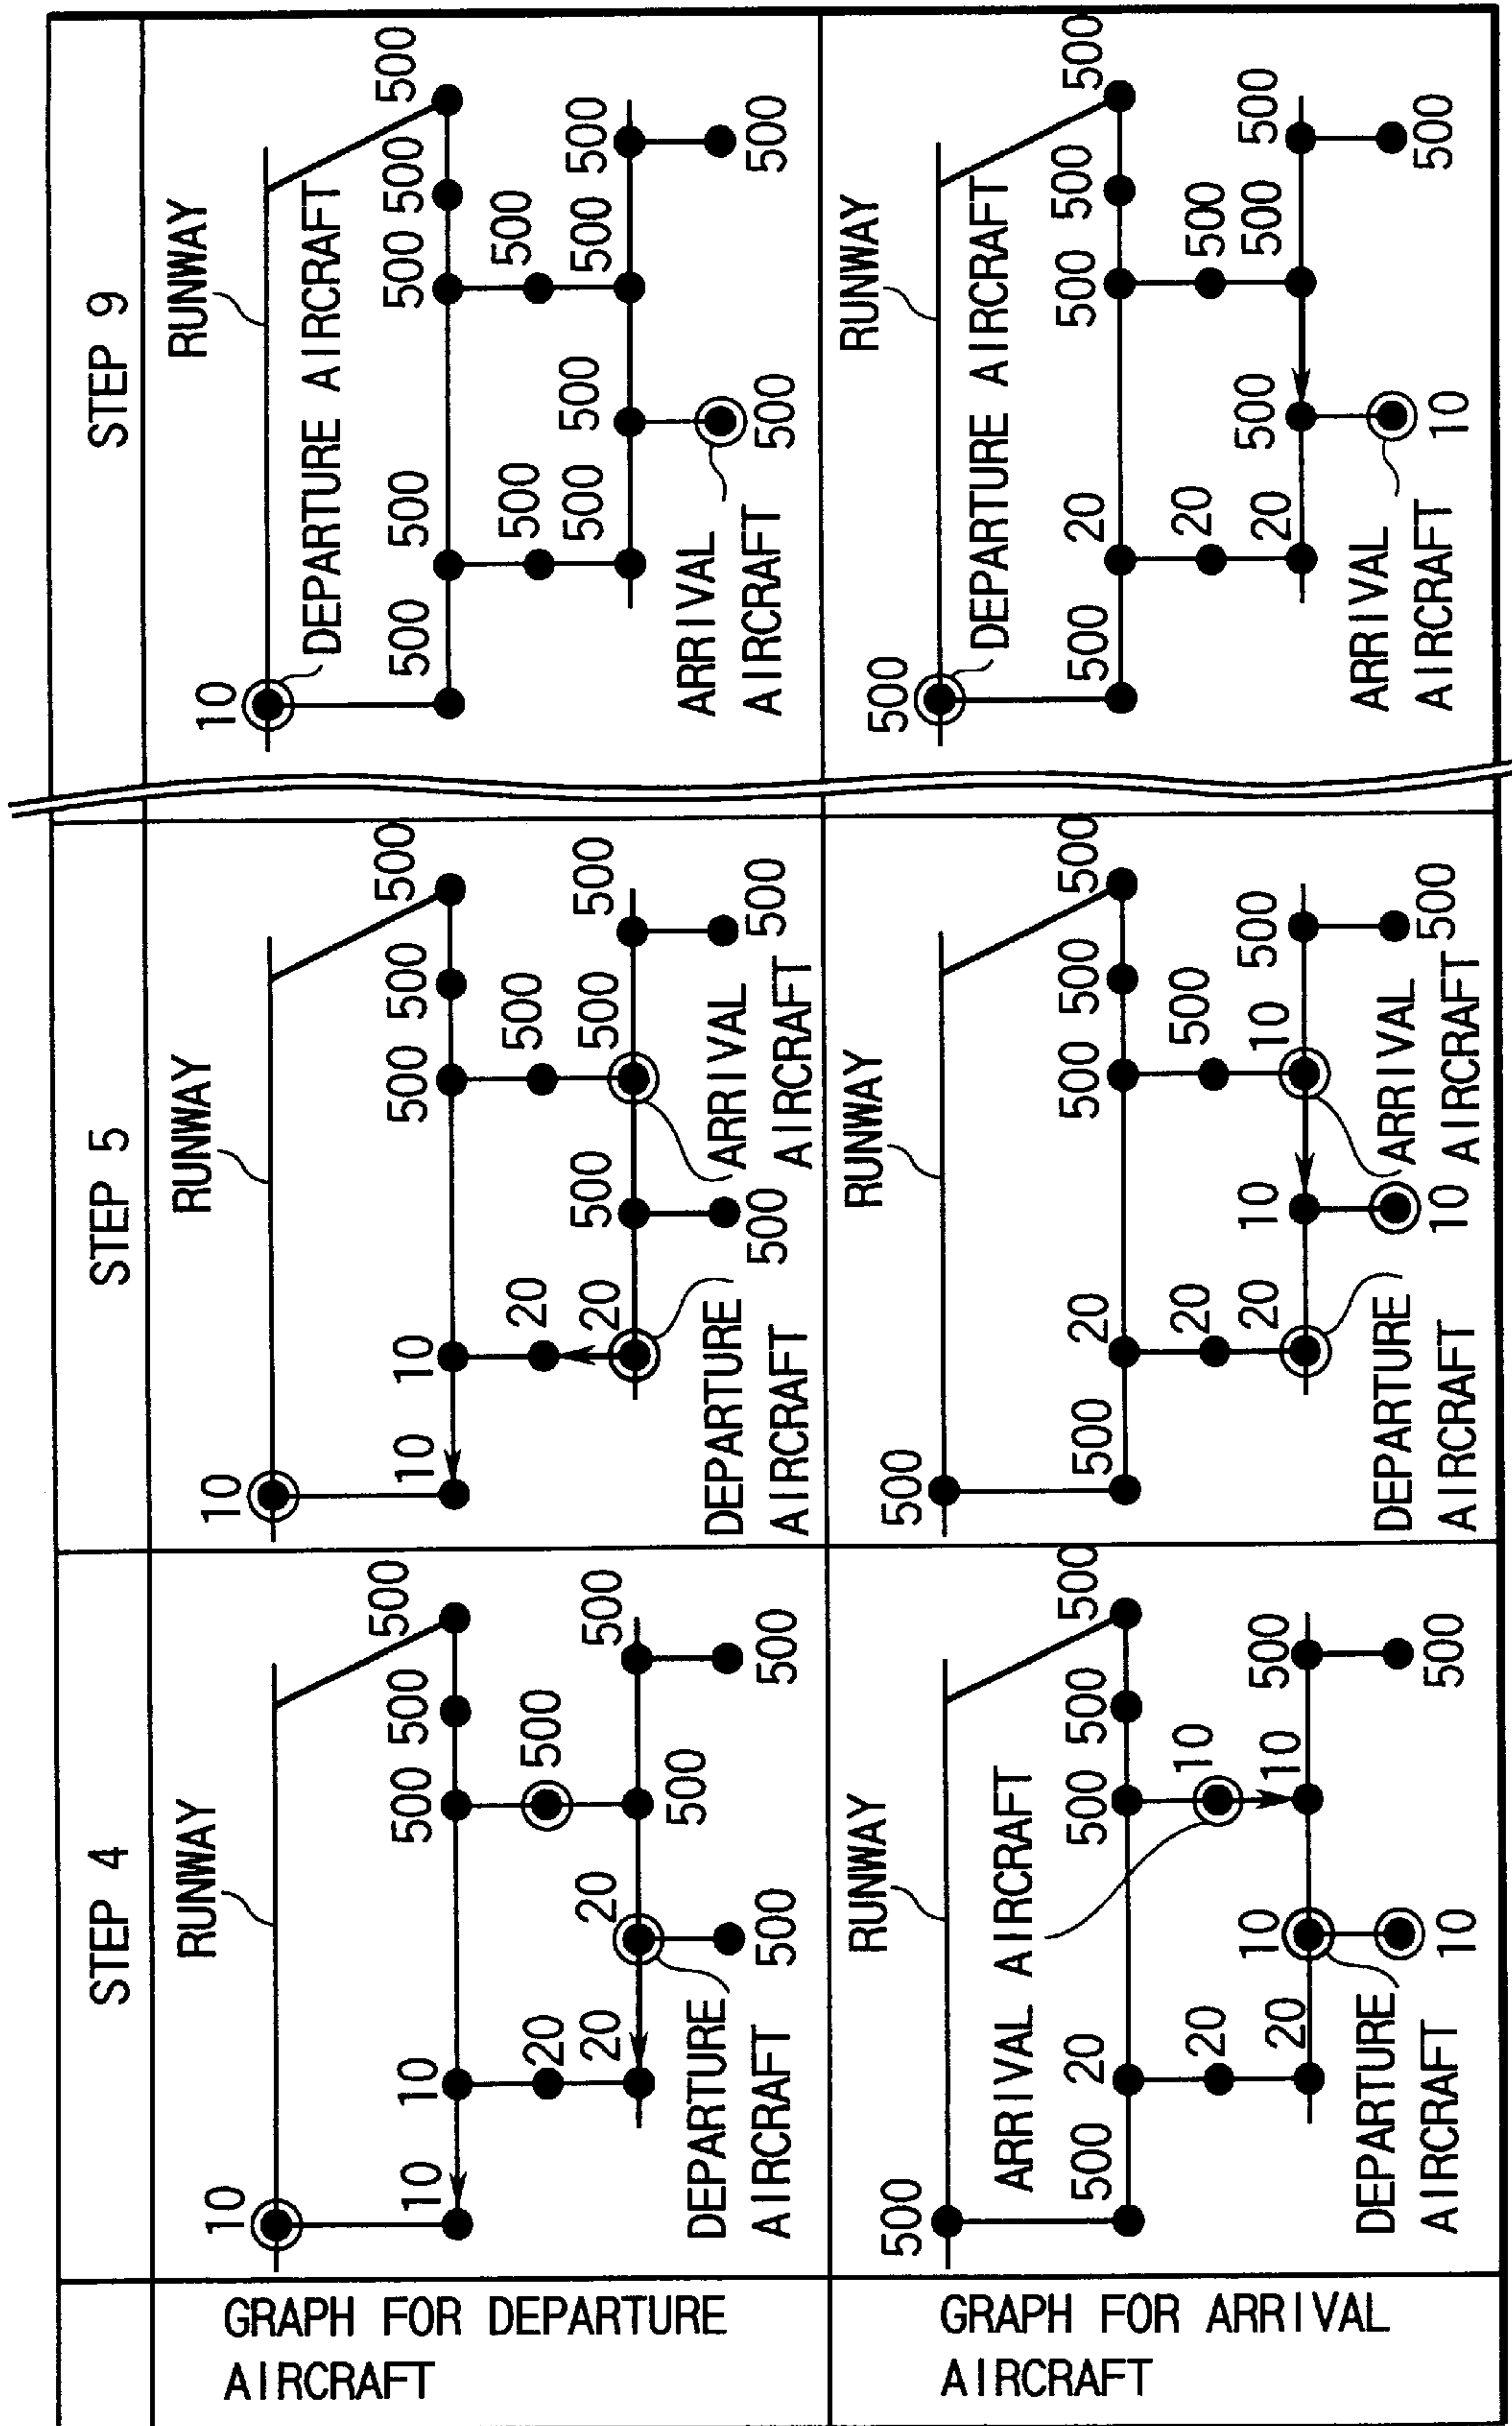 STEP 4
STEP 5
STEP 9
GRAPH FOR DEPARTURE
AIRCRAFT
RUNWAY
10
10 10 500 500 500
20 500
20 20 500 500
DEPARTURE
AIRCRAFT
500 500
RUNWAY
10
10 10 500 500 500
20 500
20 500 500 500
DEPARTURE
AIRCRAFT
500
ARRIVAL
AIRCRAFT
500
RUNWAY
10
DEPARTURE AIRCRAFT
500 500 500 500 500
500 500
500 500 500 500
ARRIVAL
AIRCRAFT
500 500
GRAPH FOR ARRIVAL
AIRCRAFT
RUNWAY
500
ARRIVAL AIRCRAFT
500 20 500 500 500
20 10
20 10 10 500
DEPARTURE
AIRCRAFT
10 500
RUNWAY
500
500 20 500 500 500
20 500
20 10 10 500
DEPARTURE
AIRCRAFT
10
ARRIVAL
AIRCRAFT
500
RUNWAY
500
DEPARTURE AIRCRAFT
500 20 500 500 500
20 500
20 500 500 500
ARRIVAL
AIRCRAFT
10 500